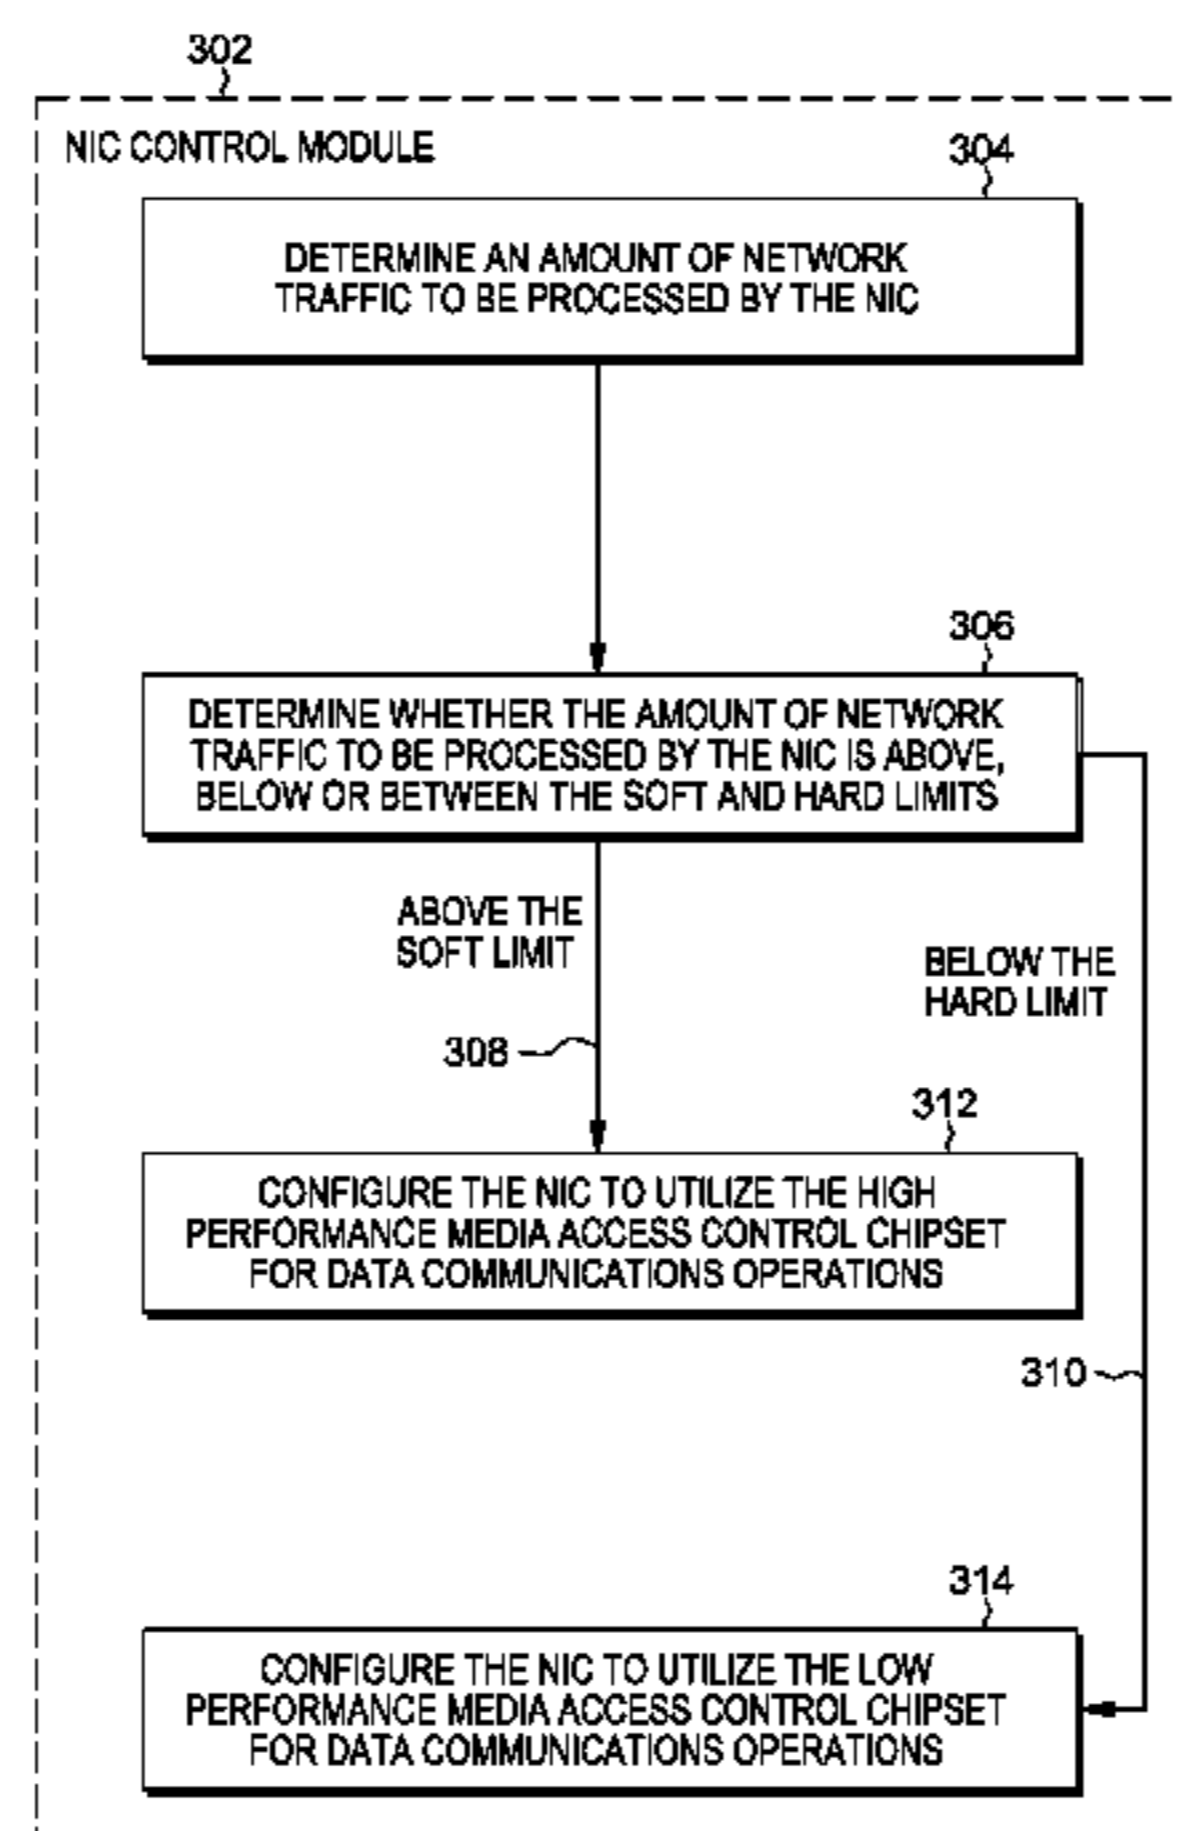 302
NIC CONTROL MODULE
304
DETERMINE AN AMOUNT OF NETWORK
TRAFFIC TO BE PROCESSED BY THE NIC
306
DETERMINE WHETHER THE AMOUNT OF NETWORK
TRAFFIC TO BE PROCESSED BY THE NIC IS ABOVE,
BELOW OR BETWEEN THE SOFT AND HARD LIMITS
ABOVE THE
SOFT LIMIT
BELOW THE
HARD LIMIT
308
312
CONFIGURE THE NIC TO UTILIZE THE HIGH
PERFORMANCE MEDIA ACCESS CONTROL CHIPSET
FOR DATA COMMUNICATIONS OPERATIONS
310
314
CONFIGURE THE NIC TO UTILIZE THE LOW
PERFORMANCE MEDIA ACCESS CONTROL CHIPSET
FOR DATA COMMUNICATIONS OPERATIONS